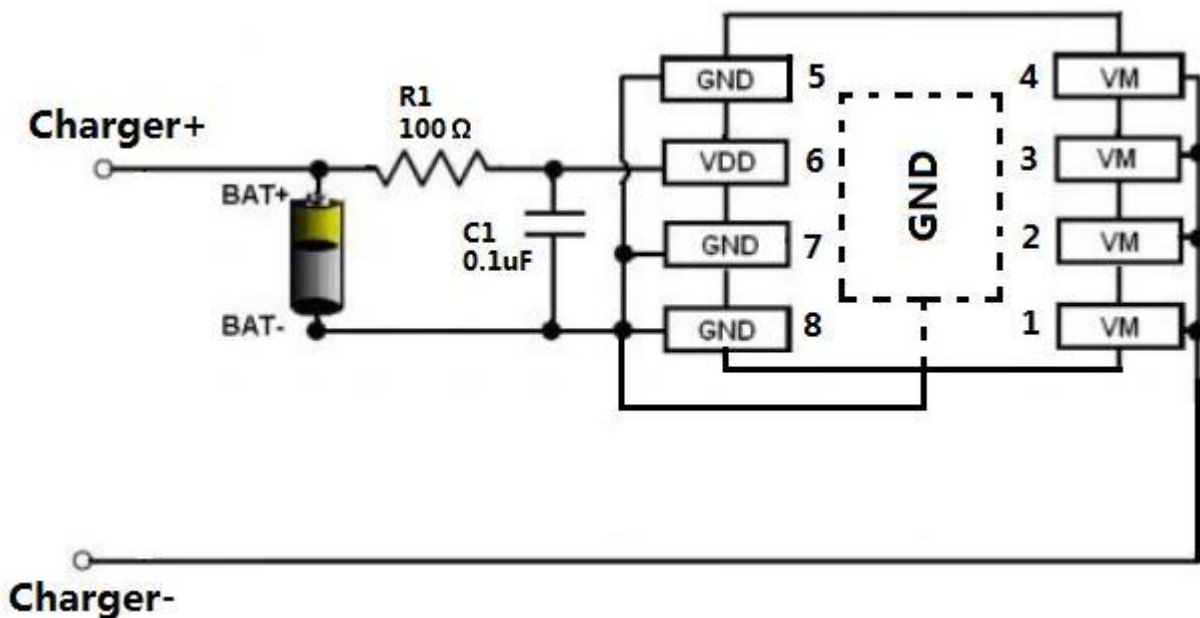 Charger+
BAT+
BAT-
R1
100 Ω
C1
0.1uF
GND 5
VDD 6
GND 7
GND 8
GND
4 VM
3 VM
2 VM
1 VM
Charger-